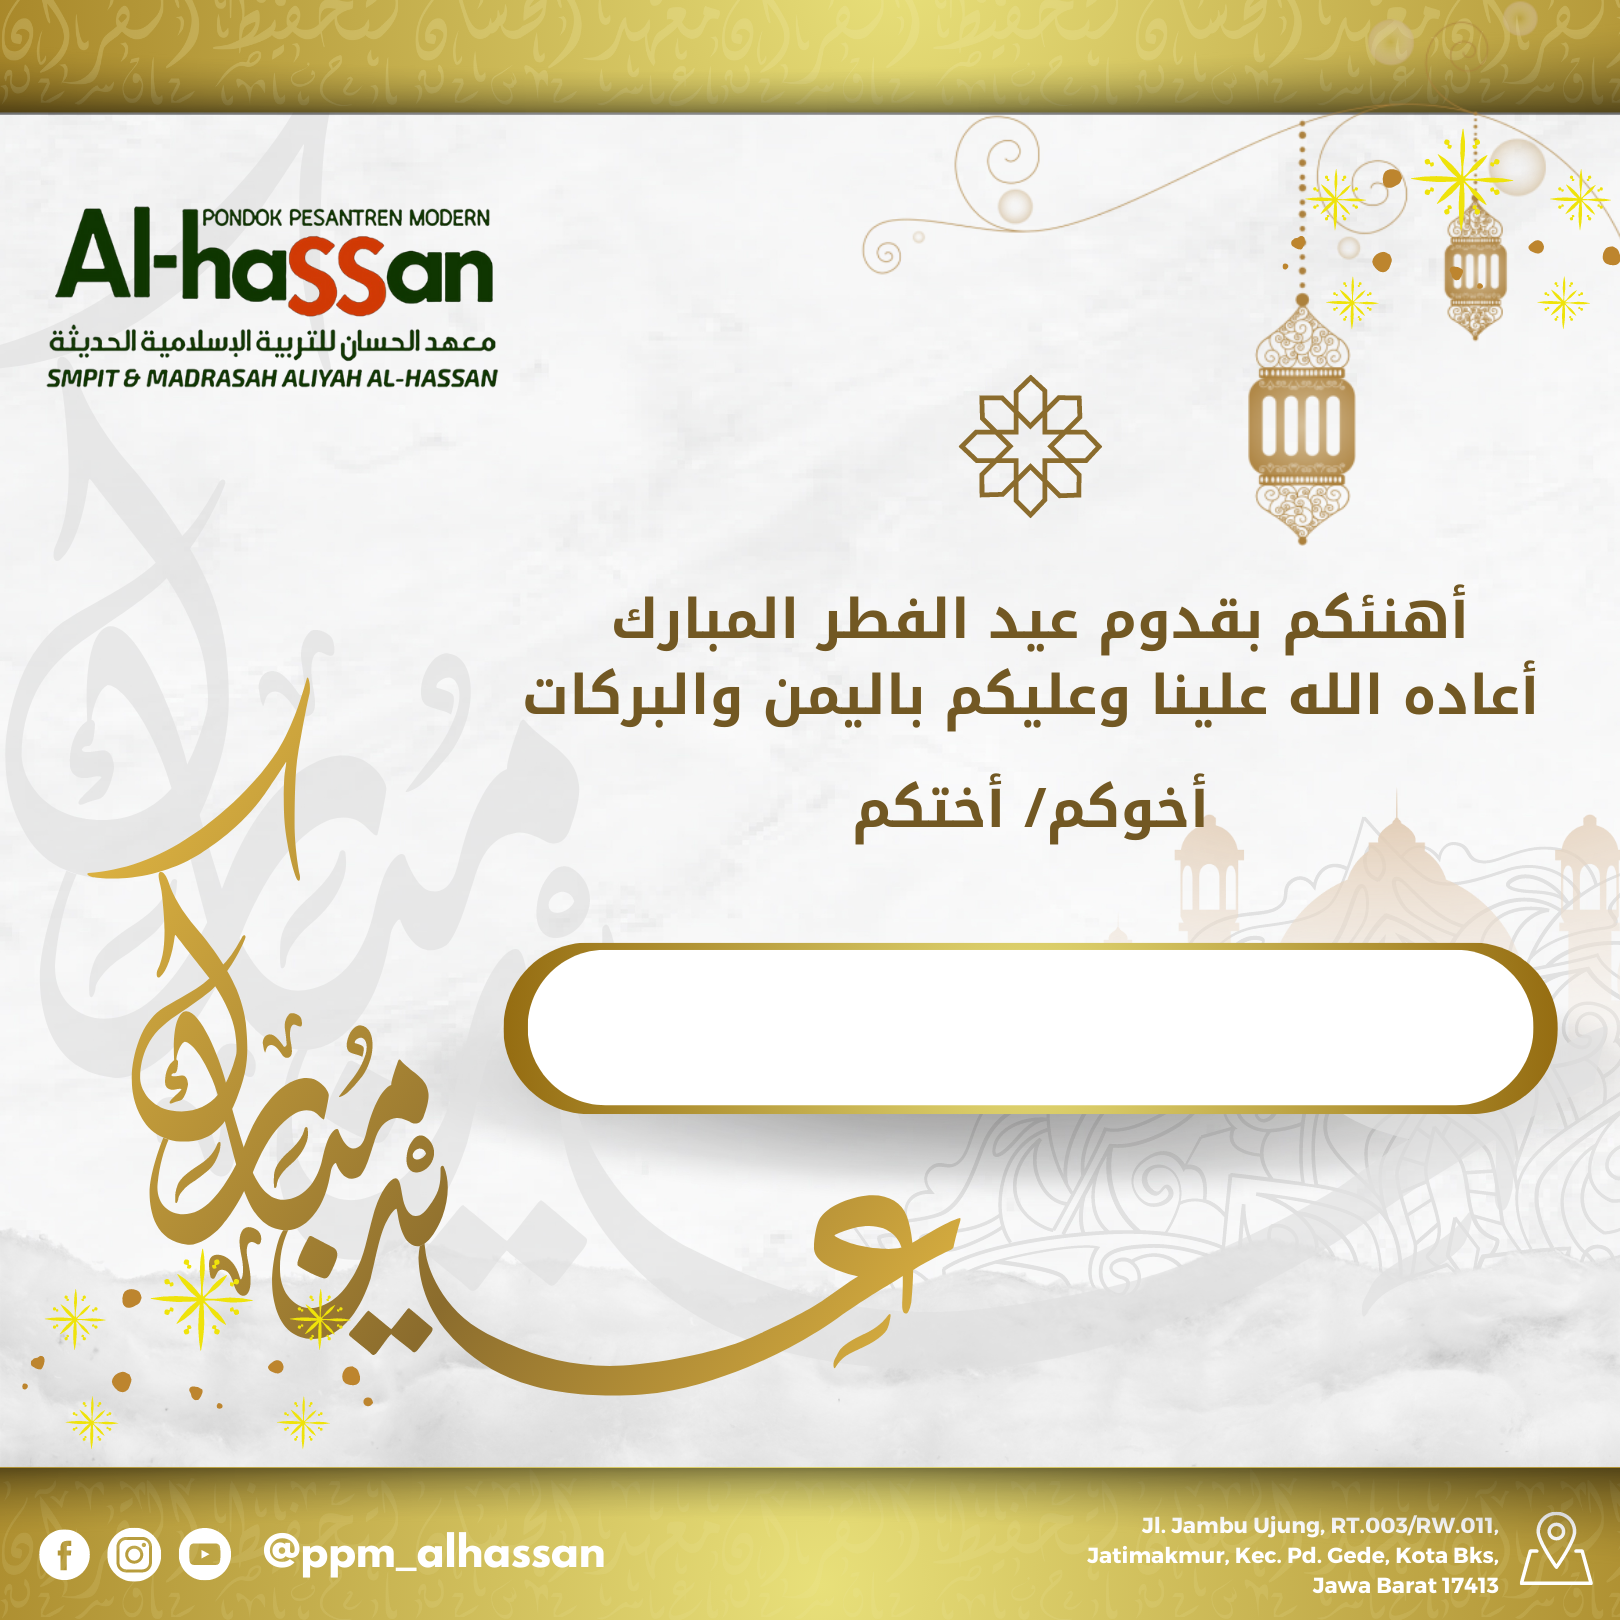 PONDOK PESANTREN MODERN
Al-hassan
معهد الحسان للتربية الإسلامية الحديثة
SMPIT & MADRASAH ALIYAH AL-HASSAN
أهنئكم بقدوم عيد الفطر المبارك
أعاده الله علينا وعليكم باليمن والبركات
أخوكم/ أختكم
عيد مبارك
@ppm_alhassan
Jl. Jambu Ujung, RT.003/RW.011,
Jatimakmur, Kec. Pd. Gede, Kota Bks,
Jawa Barat 17413